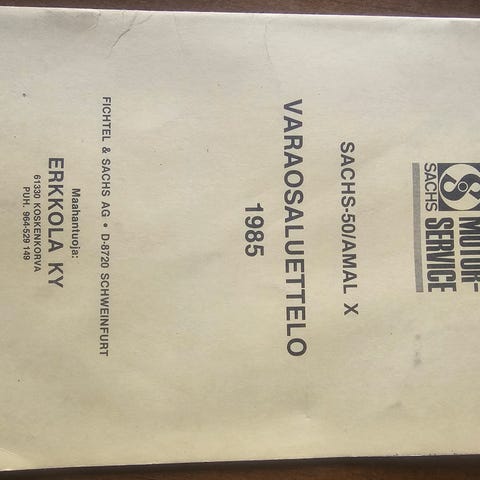 SACHS
MOTOR-
SERVICE
SACHS-50/AMAL X
VARAOSALUETTELO
1985
FICHTEL & SACHS AG • D-8720 SCHWEINFURT
Maahantuoja:
ERKKOLA KY
61330 KOSKENKORVA
PUH. 964-529 149